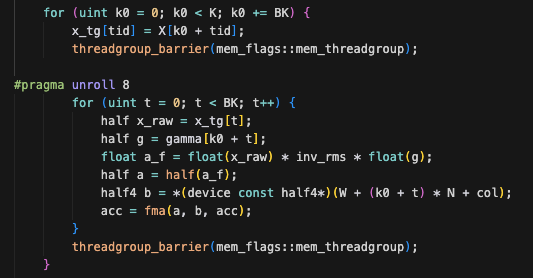 for (uint k0 = 0; k0 < K; k0 += BK) {
x_tg[tid] = X[k0 + tid];
threadgroup_barrier(mem_flags::mem_threadgroup);
#pragma unroll 8
for (uint t = 0; t < BK; t++) {
half x_raw = x_tg[t];
half g = gamma[k0 + t];
float a_f = float(x_raw) * inv_rms * float(g);
half a = half(a_f);
half4 b = *(device const half4*)(W + (k0 + t) * N + col);
acc = fma(a, b, acc);
}
threadgroup_barrier(mem_flags::mem_threadgroup);
}